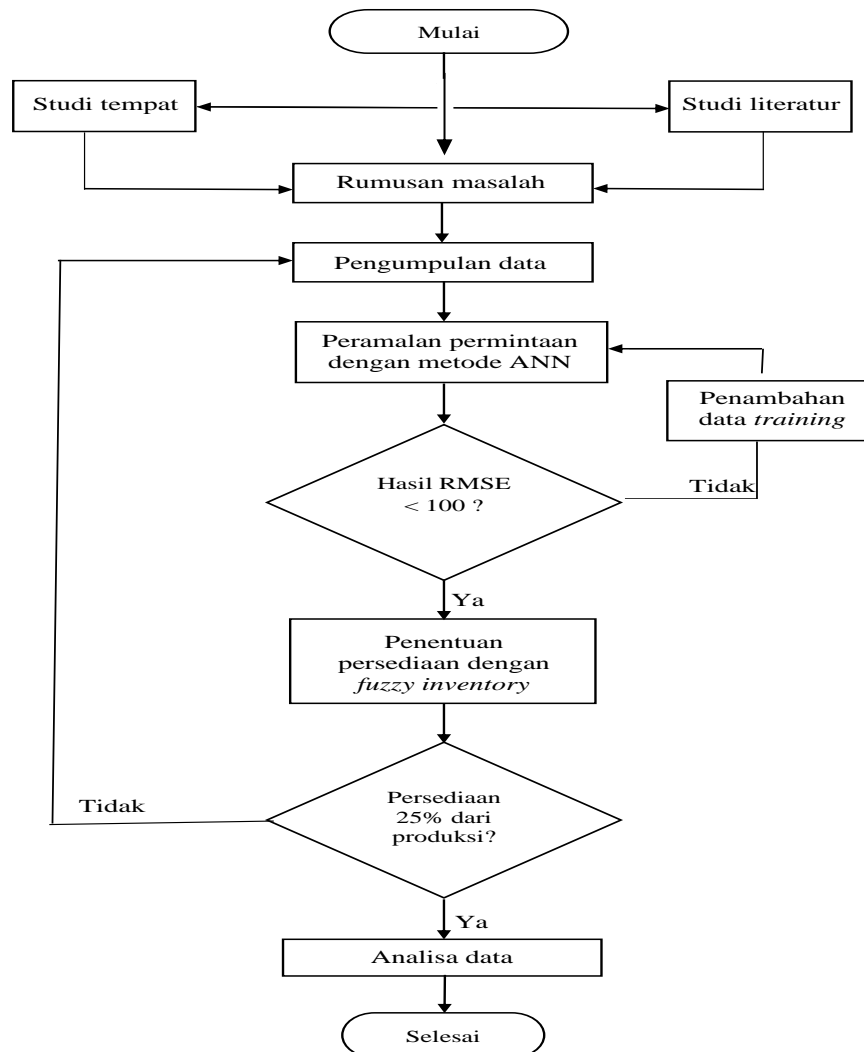 Mulai
Studi tempat
Studi literatur
Rumusan masalah
Pengumpulan data
Peramalan permintaan
dengan metode ANN
Penambahan
data training
Hasil RMSE
< 100 ?
Tidak
Ya
Penentuan
persediaan dengan
fuzzy inventory
Persediaan
25% dari
produksi?
Tidak
Ya
Analisa data
Selesai